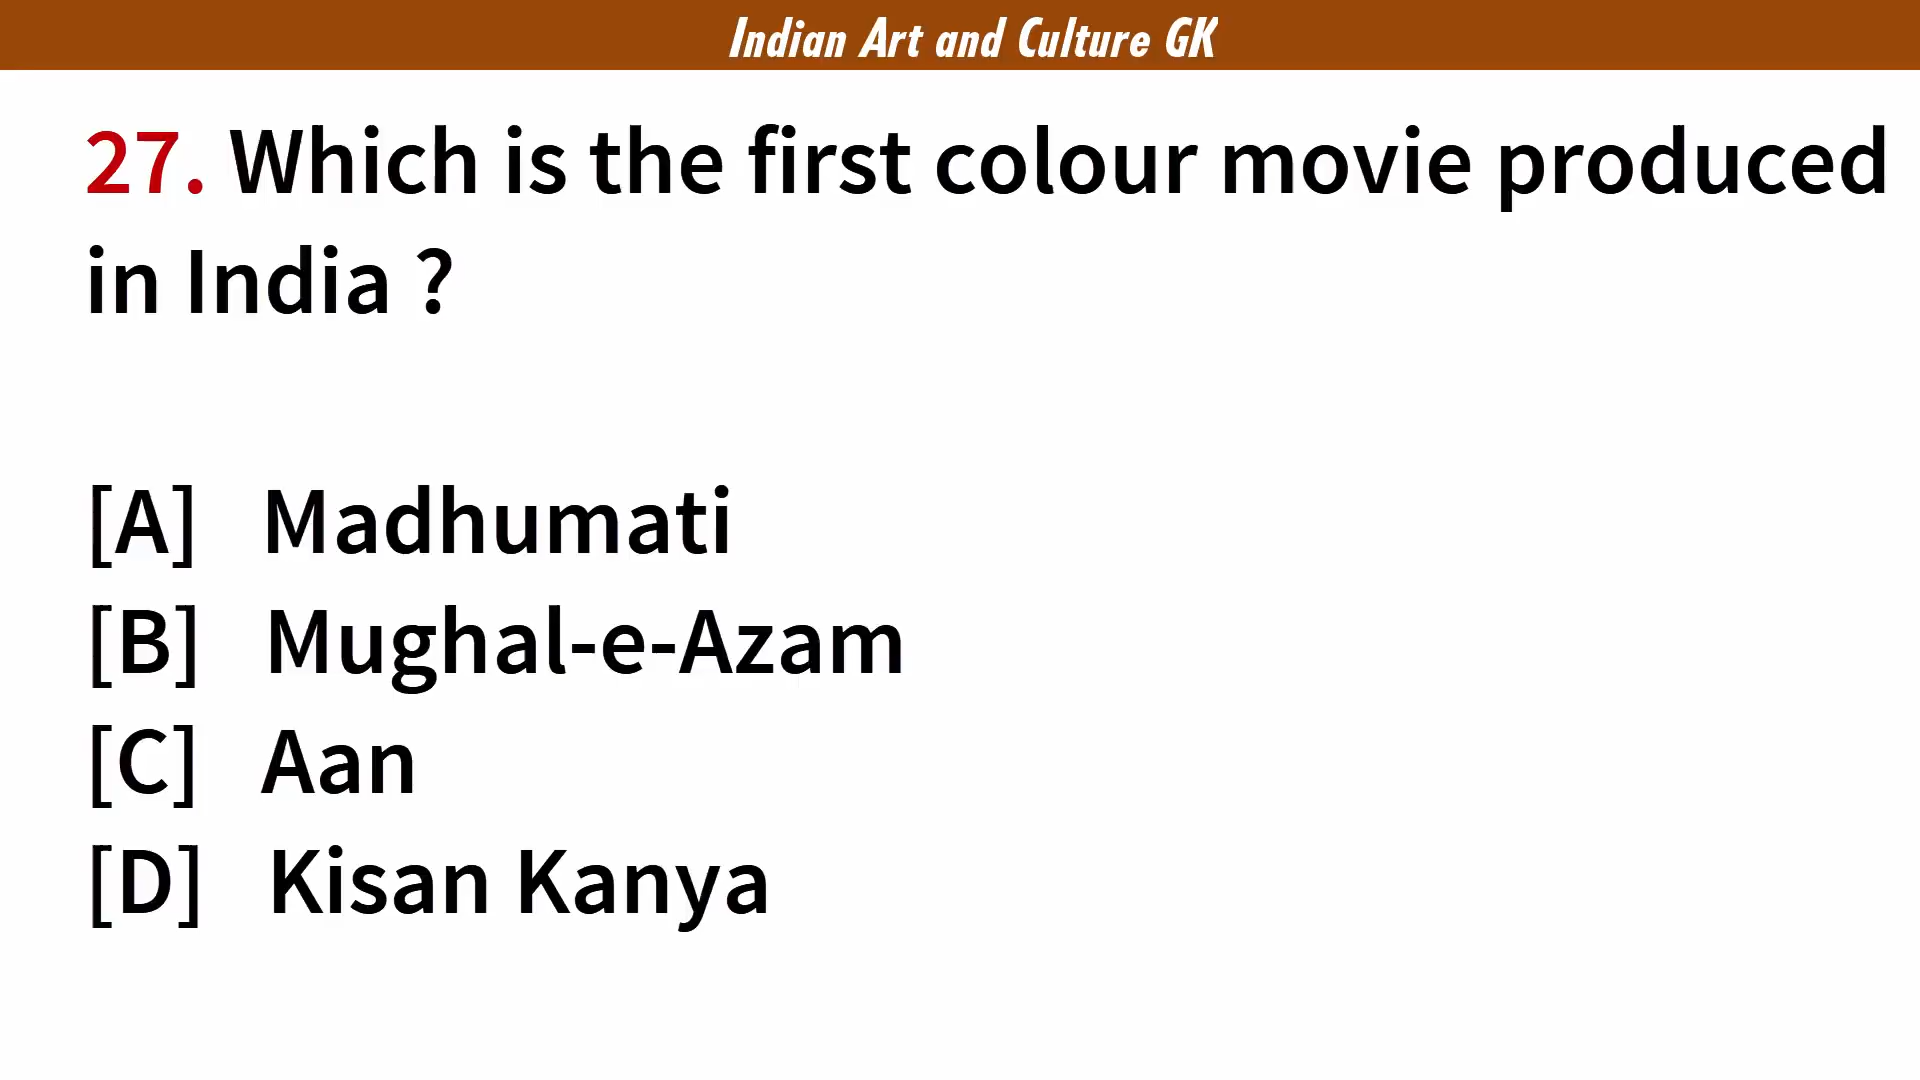 Indian Art and Culture GK
27. Which is the first colour movie produced
in India ?
[A] Madhumati
[B] Mughal-e-Azam
[C] Aan
[D] Kisan Kanya